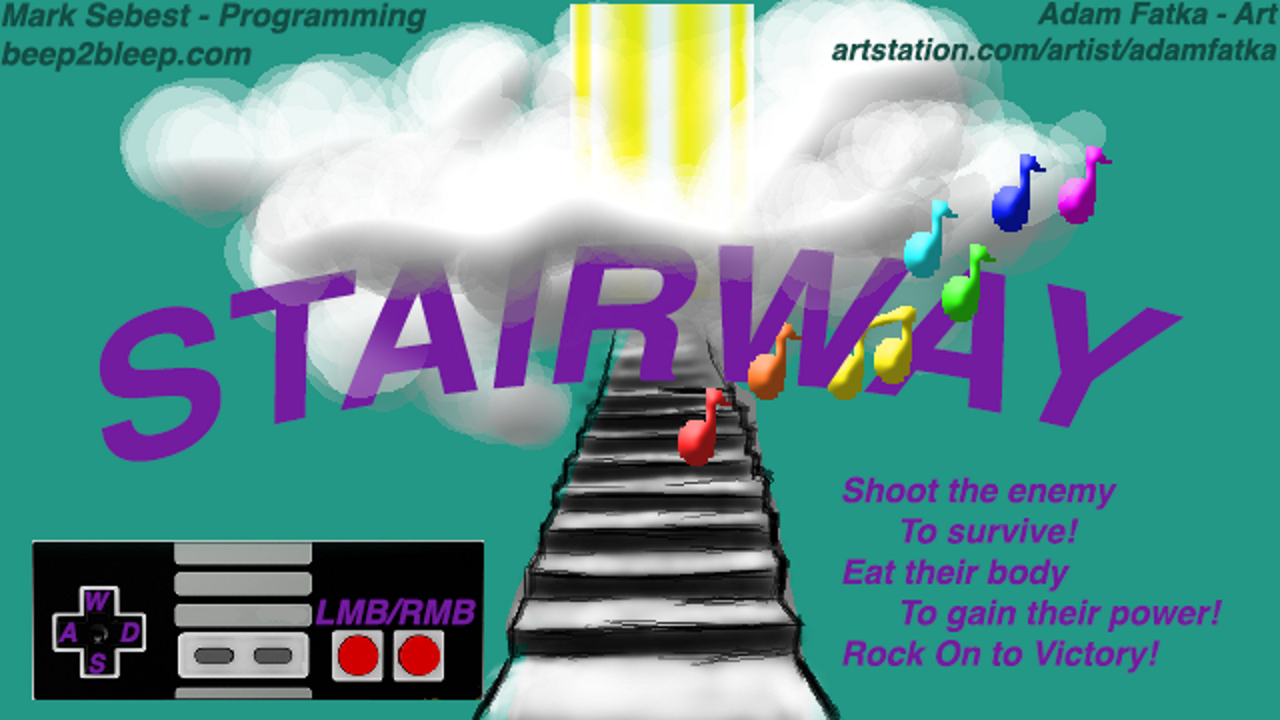 Mark Sebest - Programming
beep2bleep.com
Adam Fatka - Art
artstation.com/artist/adamfatka
STAIRWAY
Shoot the enemy
To survive!
Eat their body
To gain their power!
Rock On to Victory!
W
A D
S
LMB/RMB